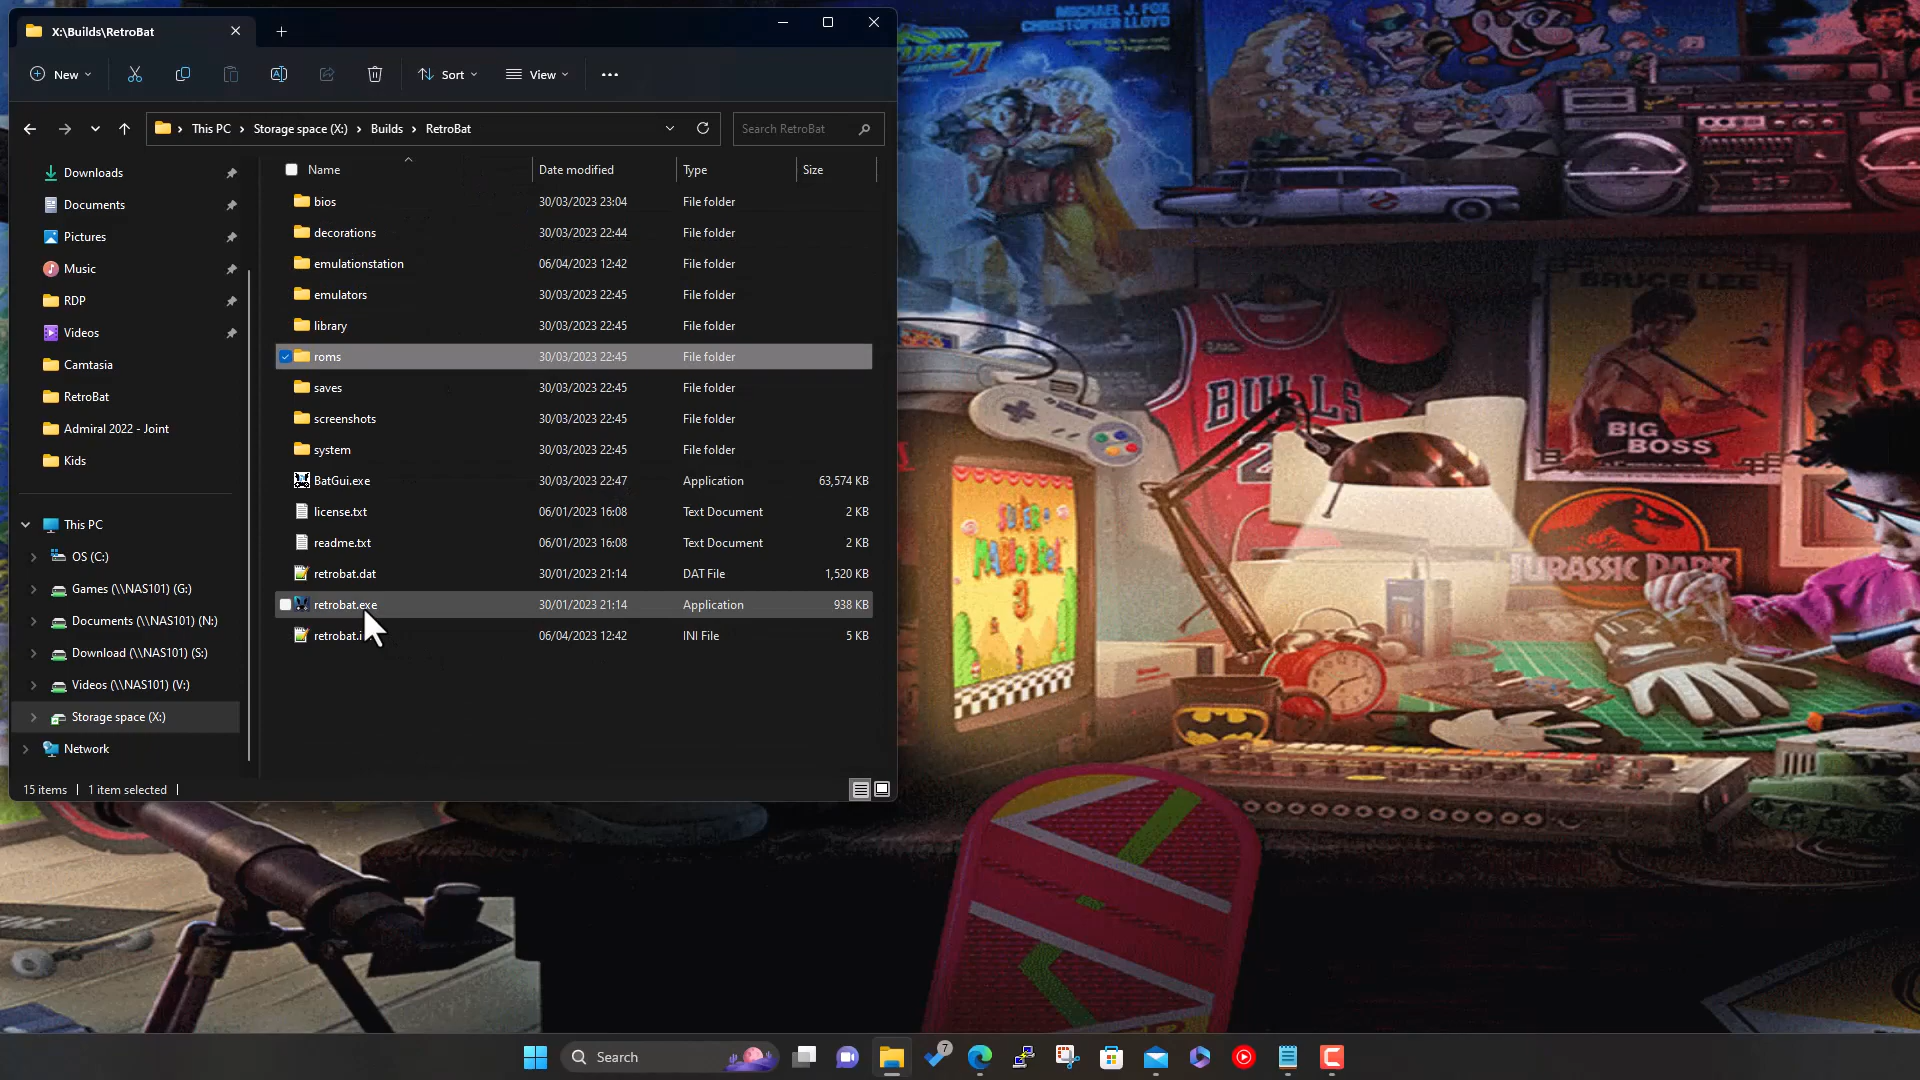 X:\Builds\RetroBat
New
Sort
View
This PC
Storage space (X:)
Builds
RetroBat
Search RetroBat
Name
Date modified
Type
Size
Downloads
Documents
Pictures
Music
RDP
Videos
Camtasia
RetroBat
Admiral 2022 - Joint
Kids
This PC
OS (C:)
Games (\\NAS101) (G:)
Documents (\\NAS101) (N:)
Download (\\NAS101) (S:)
Videos (\\NAS101) (V:)
Storage space (X:)
Network
bios 30/03/2023 23:04 File folder
decorations 30/03/2023 22:44 File folder
emulationstation 06/04/2023 12:42 File folder
emulators 30/03/2023 22:45 File folder
library 30/03/2023 22:45 File folder
roms 30/03/2023 22:45 File folder
saves 30/03/2023 22:45 File folder
screenshots 30/03/2023 22:45 File folder
system 30/03/2023 22:45 File folder
BatGui.exe 30/03/2023 22:47 Application 63,574 KB
license.txt 06/01/2023 16:08 Text Document 2 KB
readme.txt 06/01/2023 16:08 Text Document 2 KB
retrobat.dat 30/01/2023 21:14 DAT File 1,520 KB
retrobat.exe 30/01/2023 21:14 Application 938 KB
retrobat.i 06/04/2023 12:42 INI File 5 KB
15 items
1 item selected
MICHAEL J. FOX
CHRISTOPHER LLOYD
II
BULLS
BRUCE LEE
BIG
BOSS
JURASSIC PARK
SUPER
MARIO BROS
3
Search
7